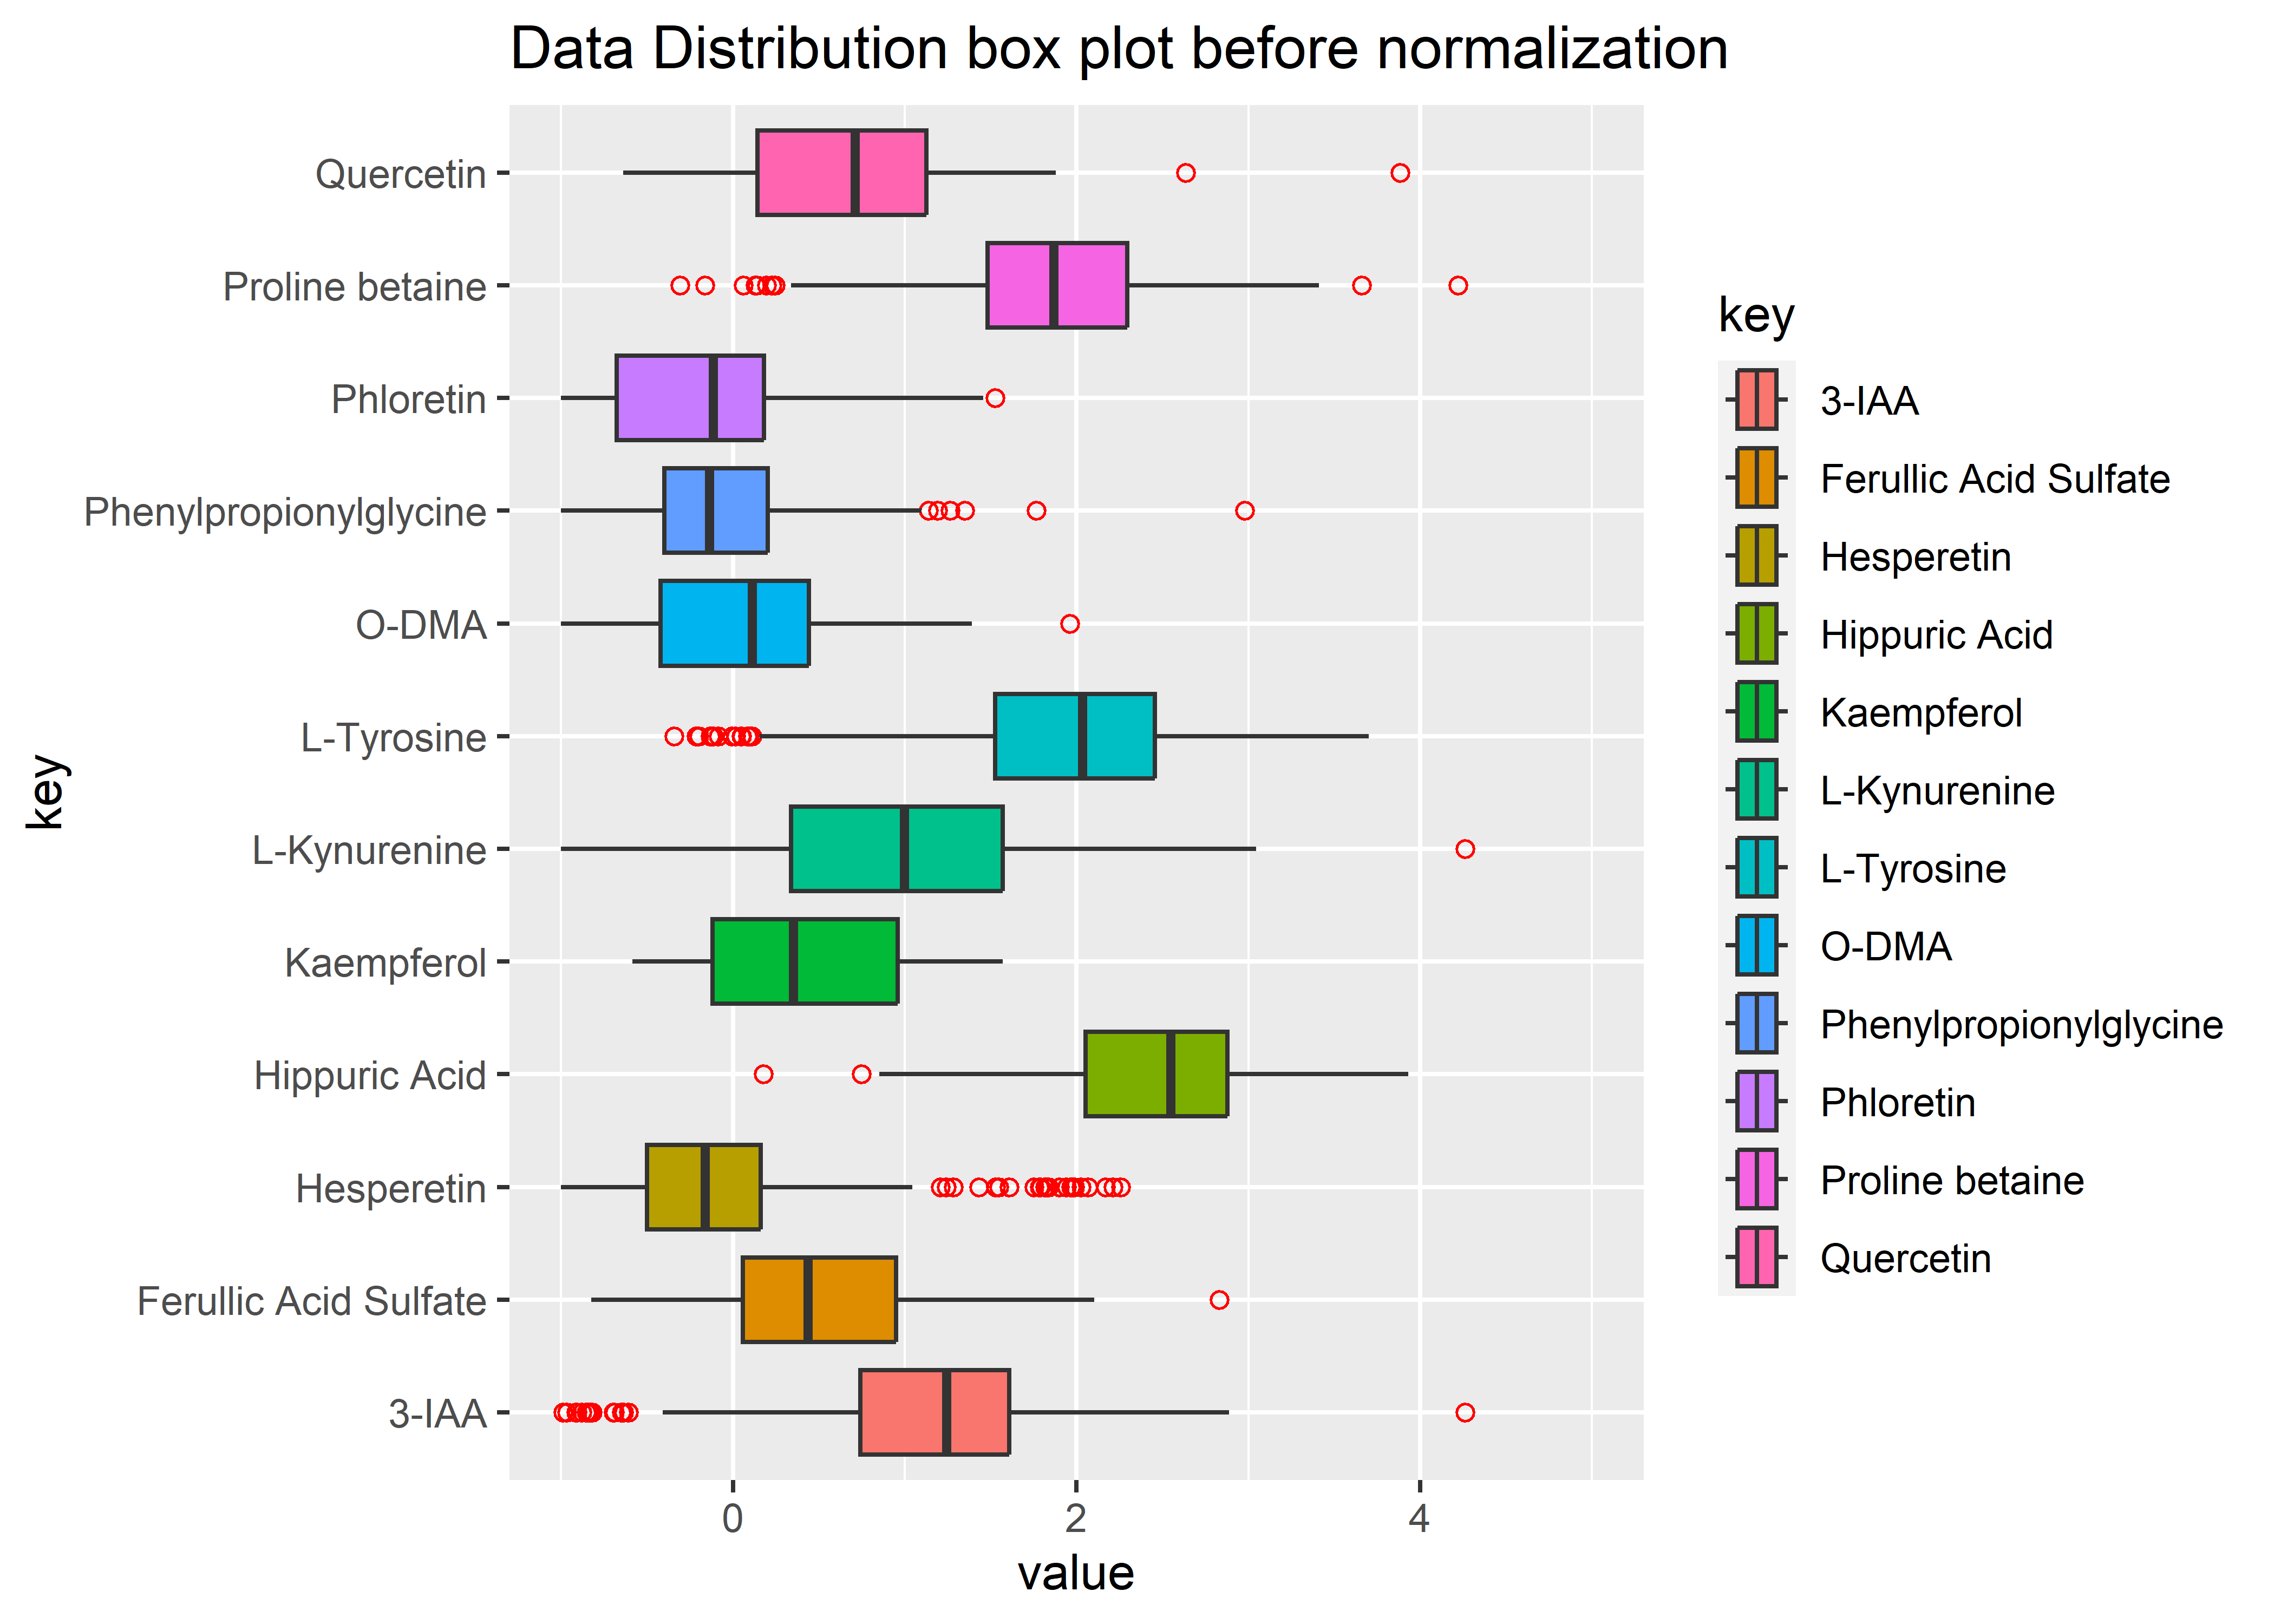 Data Distribution box plot before normalization
key
Quercetin
Proline betaine
Phloretin
Phenylpropionylglycine
O-DMA
L-Tyrosine
L-Kynurenine
Kaempferol
Hippuric Acid
Hesperetin
Ferullic Acid Sulfate
3-IAA
0 2 4
value
key
3-IAA
Ferullic Acid Sulfate
Hesperetin
Hippuric Acid
Kaempferol
L-Kynurenine
L-Tyrosine
O-DMA
Phenylpropionylglycine
Phloretin
Proline betaine
Quercetin